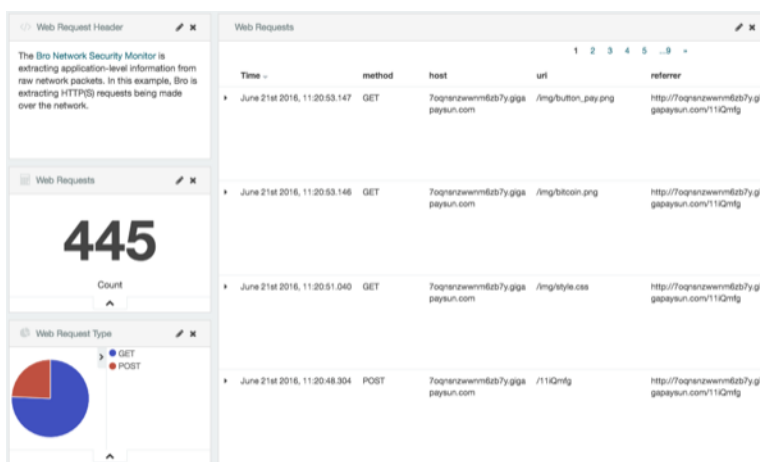 Web Request Header
The Bro Network Security Monitor is
extracting application-level information from
raw network packets. In this example, Bro is
extracting HTTP(S) requests being made
over the network.
Web Requests
445
Count
Web Request Type
GET
POST
Web Requests
1 2 3 4 5 ...9 »
Time method host uri referrer
June 21st 2016, 11:20:53.147 GET 7oqnsnzwwnm6zb7y.giga /img/button_pay.png http://7oqnsnzwwnm6zb7y.gi
paysun.com gapaysun.com/11iQmfg
June 21st 2016, 11:20:53.146 GET 7oqnsnzwwnm6zb7y.giga /img/bitcoin.png http://7oqnsnzwwnm6zb7y.gi
paysun.com gapaysun.com/11iQmfg
June 21st 2016, 11:20:51.040 GET 7oqnsnzwwnm6zb7y.giga /img/style.css http://7oqnsnzwwnm6zb7y.gi
paysun.com gapaysun.com/11iQmfg
June 21st 2016, 11:20:48.304 POST 7oqnsnzwwnm6zb7y.giga /11iQmfg http://7oqnsnzwwnm6zb7y.gi
paysun.com gapaysun.com/11iQmfg